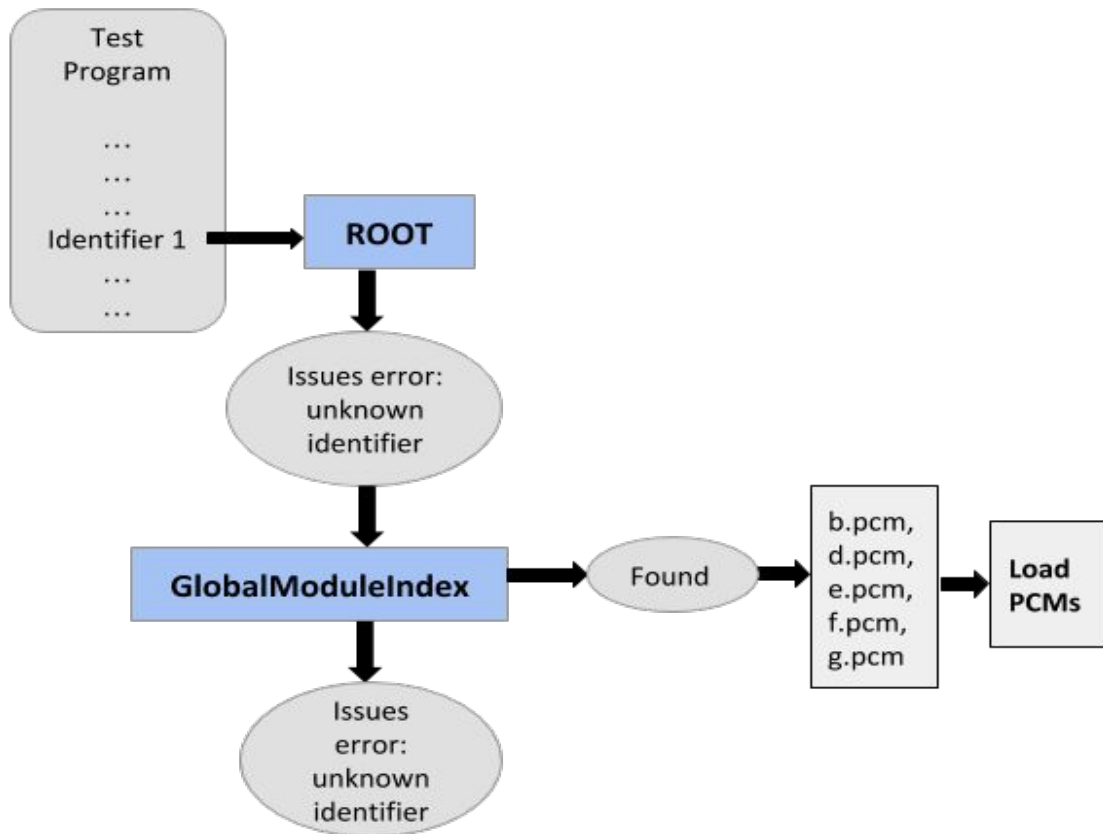 Test
Program
...
...
...
Identifier 1
...
...
ROOT
Issues error:
unknown
identifier
GlobalModuleIndex
Found
b.pcm,
d.pcm,
e.pcm,
f.pcm,
g.pcm
Load
PCMs
Issues
error:
unknown
identifier